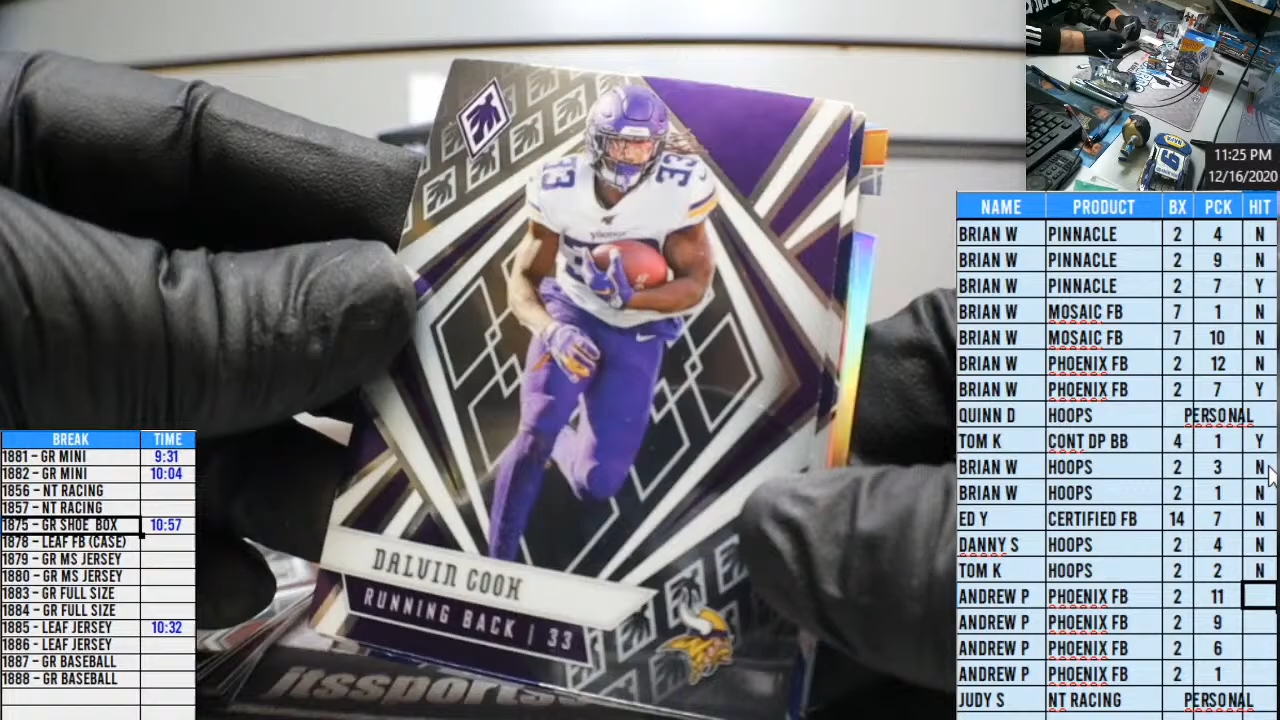 11:25 PM
12/16/2020
NAME PRODUCT BX PCK HIT
BRIAN W PINNACLE 2 4 N
BRIAN W PINNACLE 2 9 N
BRIAN W PINNACLE 2 7 Y
BRIAN W MOSAIC FB 7 1 N
BRIAN W MOSAIC FB 7 10 N
BRIAN W PHOENIX FB 2 12 N
BRIAN W PHOENIX FB 2 7 Y
QUINN D HOOPS PERSONAL
TOM K CONT DP BB 4 1 Y
BRIAN W HOOPS 2 3 N
BRIAN W HOOPS 2 1 N
ED Y CERTIFIED FB 14 7 N
DANNY S HOOPS 2 4 N
TOM K HOOPS 2 2 N
ANDREW P PHOENIX FB 2 11
ANDREW P PHOENIX FB 2 9
ANDREW P PHOENIX FB 2 6
ANDREW P PHOENIX FB 2 1
JUDY S NT RACING PERSONAL
BREAK TIME
1881 - GR MINI 9:31
1882 - GR MINI 10:04
1856 - NT RACING
1857 - NT RACING
1875 - GR SHOE BOX 10:57
1878 - LEAF FB (CASE)
1879 - GR MS JERSEY
1880 - GR MS JERSEY
1883 - GR FULL SIZE
1884 - GR FULL SIZE
1885 - LEAF JERSEY 10:32
1886 - LEAF JERSEY
1887 - GR BASEBALL
1888 - GR BASEBALL
33 33
VIKINGS
DALVIN COOK
RUNNING BACK | 33
itssports
9